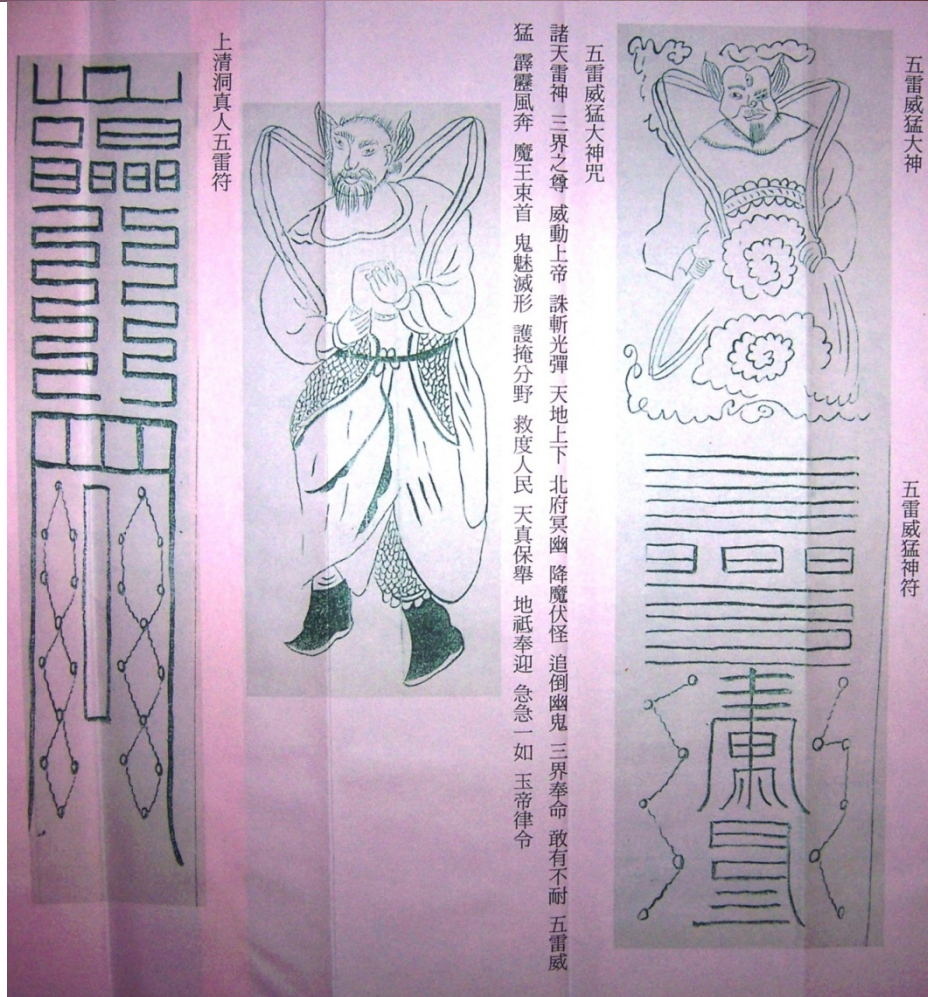 五雷威猛大神
五雷威猛神符
五雷威猛大神咒
諸天雷神 三界之尊 威動上帝 誅斬光彈 天地上下 北府冥幽 降魔伏怪 追倒幽鬼 三界奉命 敢有不耐 五雷威
猛 霹靂風奔 魔王束首 鬼魅滅形 護掩分野 救度人民 天真保舉 地祇奉迎 急急一如 玉帝律令
上清洞真人五雷符